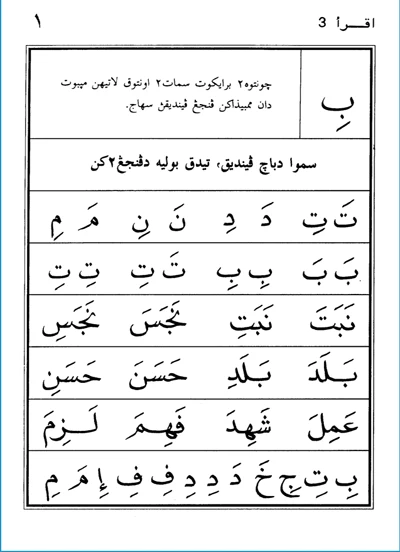 اقرأ 3
١
بِ
چونتوه٢ برايكوت سمات٢ اونتوق لاتيهن مڽبوت
دان ممبيذاكن ڤنجڠ ڤينديقڽ سهاج.
سموا دباچ ڤينديق، تيدق بوليه دڤنجڠ٢كن
تَ تِ دَ دِ نَ نِ مَ مِ
بَ بَ بِ بِ تَ تِ تِ تِ
نَبَتَ نَبَتِ نَجَسَ نَجَسِ
بَلَدَ بَلَدِ حَسَنَ حَسَنِ
عَمِلَ شَهِدَ فَهِمَ لَزِمَ
بِ تِ جِ خَ دَ دِ دِ فِ فِ إِ مَ مِ